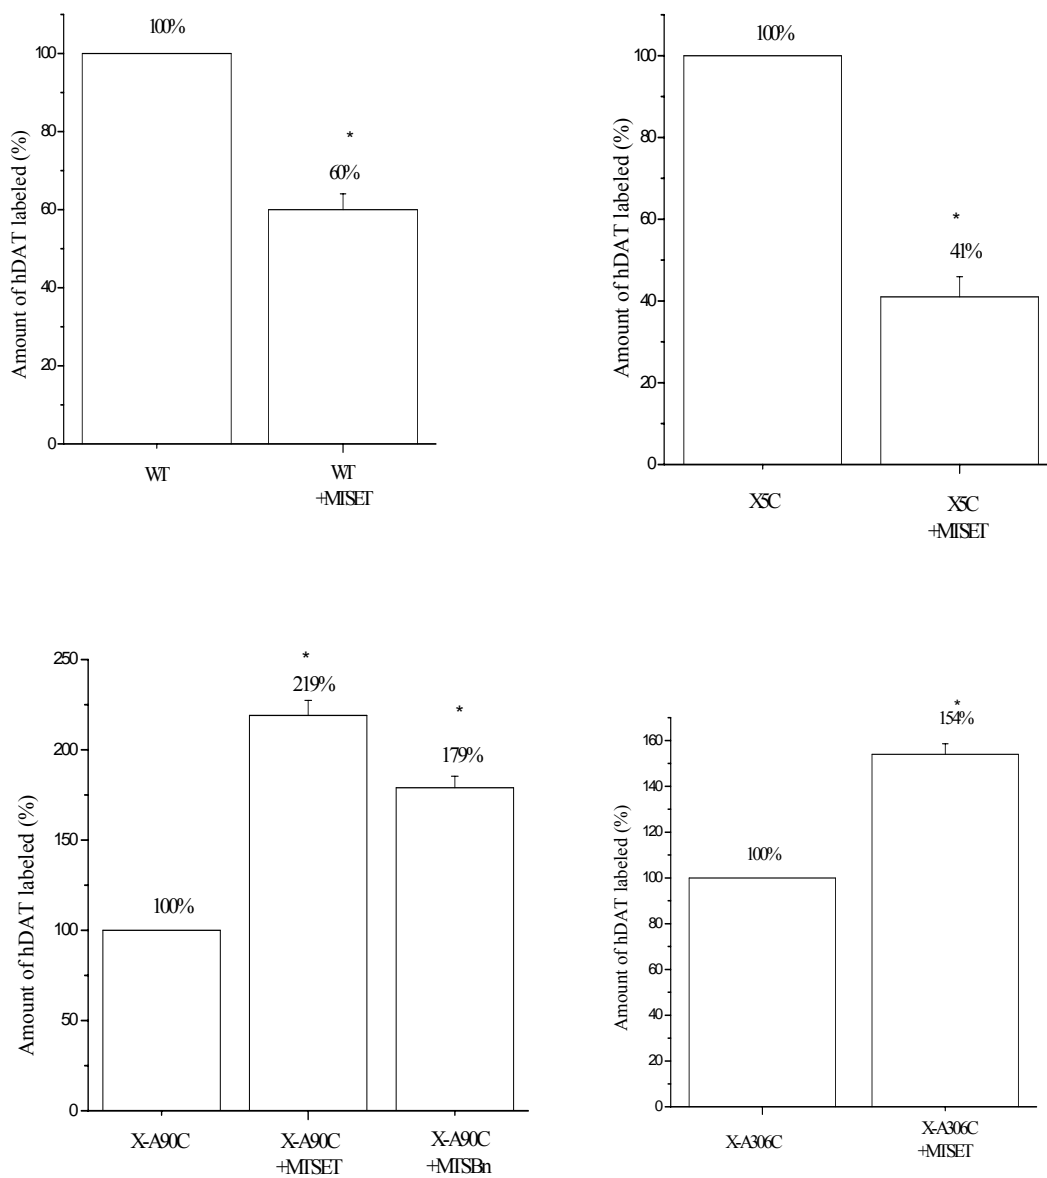 100%
*
60%
Amount of hDAT labeled (%)
100
80
60
40
20
0
WT
WT
+MTSET
100%
*
41%
Amount of hDAT labeled (%)
100
80
60
40
20
0
X5C
X5C
+MTSET
*
219%
*
179%
100%
Amount of hDAT labeled (%)
250
200
150
100
50
0
X-A90C
X-A90C
+MTSET
X-A90C
+MTSBn
*
154%
100%
Amount of hDAT labeled (%)
160
140
120
100
80
60
40
20
0
X-A306C
X-A306C
+MTSET